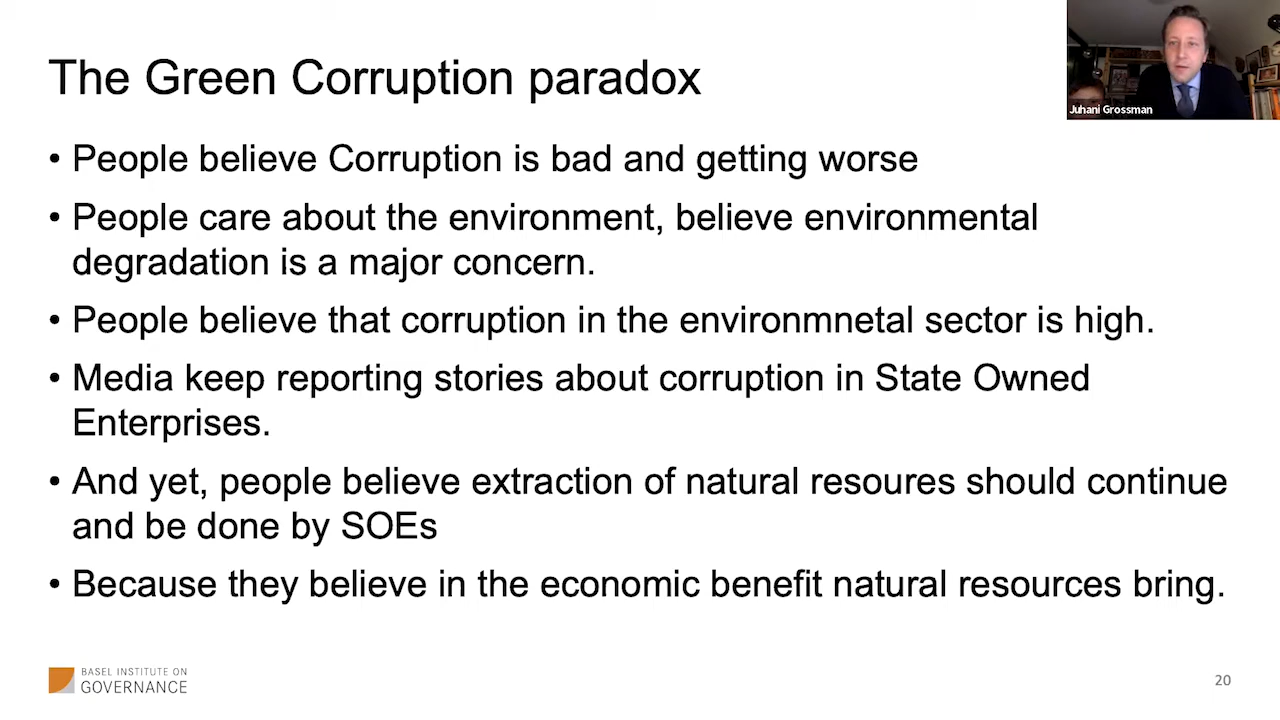 The Green Corruption paradox
Juhani Grossman
• People believe Corruption is bad and getting worse
• People care about the environment, believe environmental
degradation is a major concern.
• People believe that corruption in the environmnetal sector is high.
• Media keep reporting stories about corruption in State Owned
Enterprises.
• And yet, people believe extraction of natural resoures should continue
and be done by SOEs
• Because they believe in the economic benefit natural resources bring.
BASEL INSTITUTE ON
GOVERNANCE
20